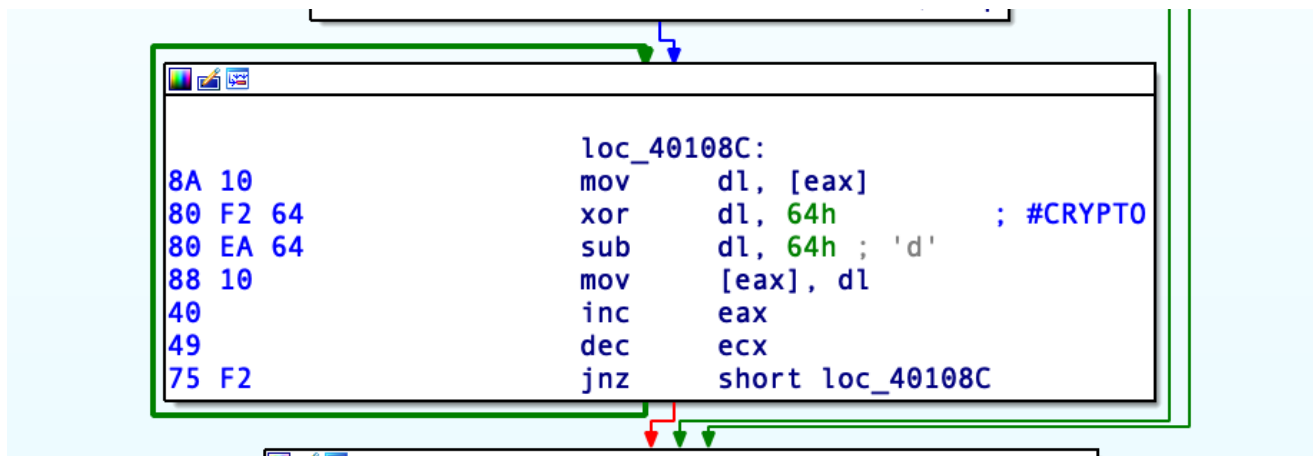 loc_40108C:
8A 10 mov dl, [eax]
80 F2 64 xor dl, 64h ; #CRYPTO
80 EA 64 sub dl, 64h ; 'd'
88 10 mov [eax], dl
40 inc eax
49 dec ecx
75 F2 jnz short loc_40108C